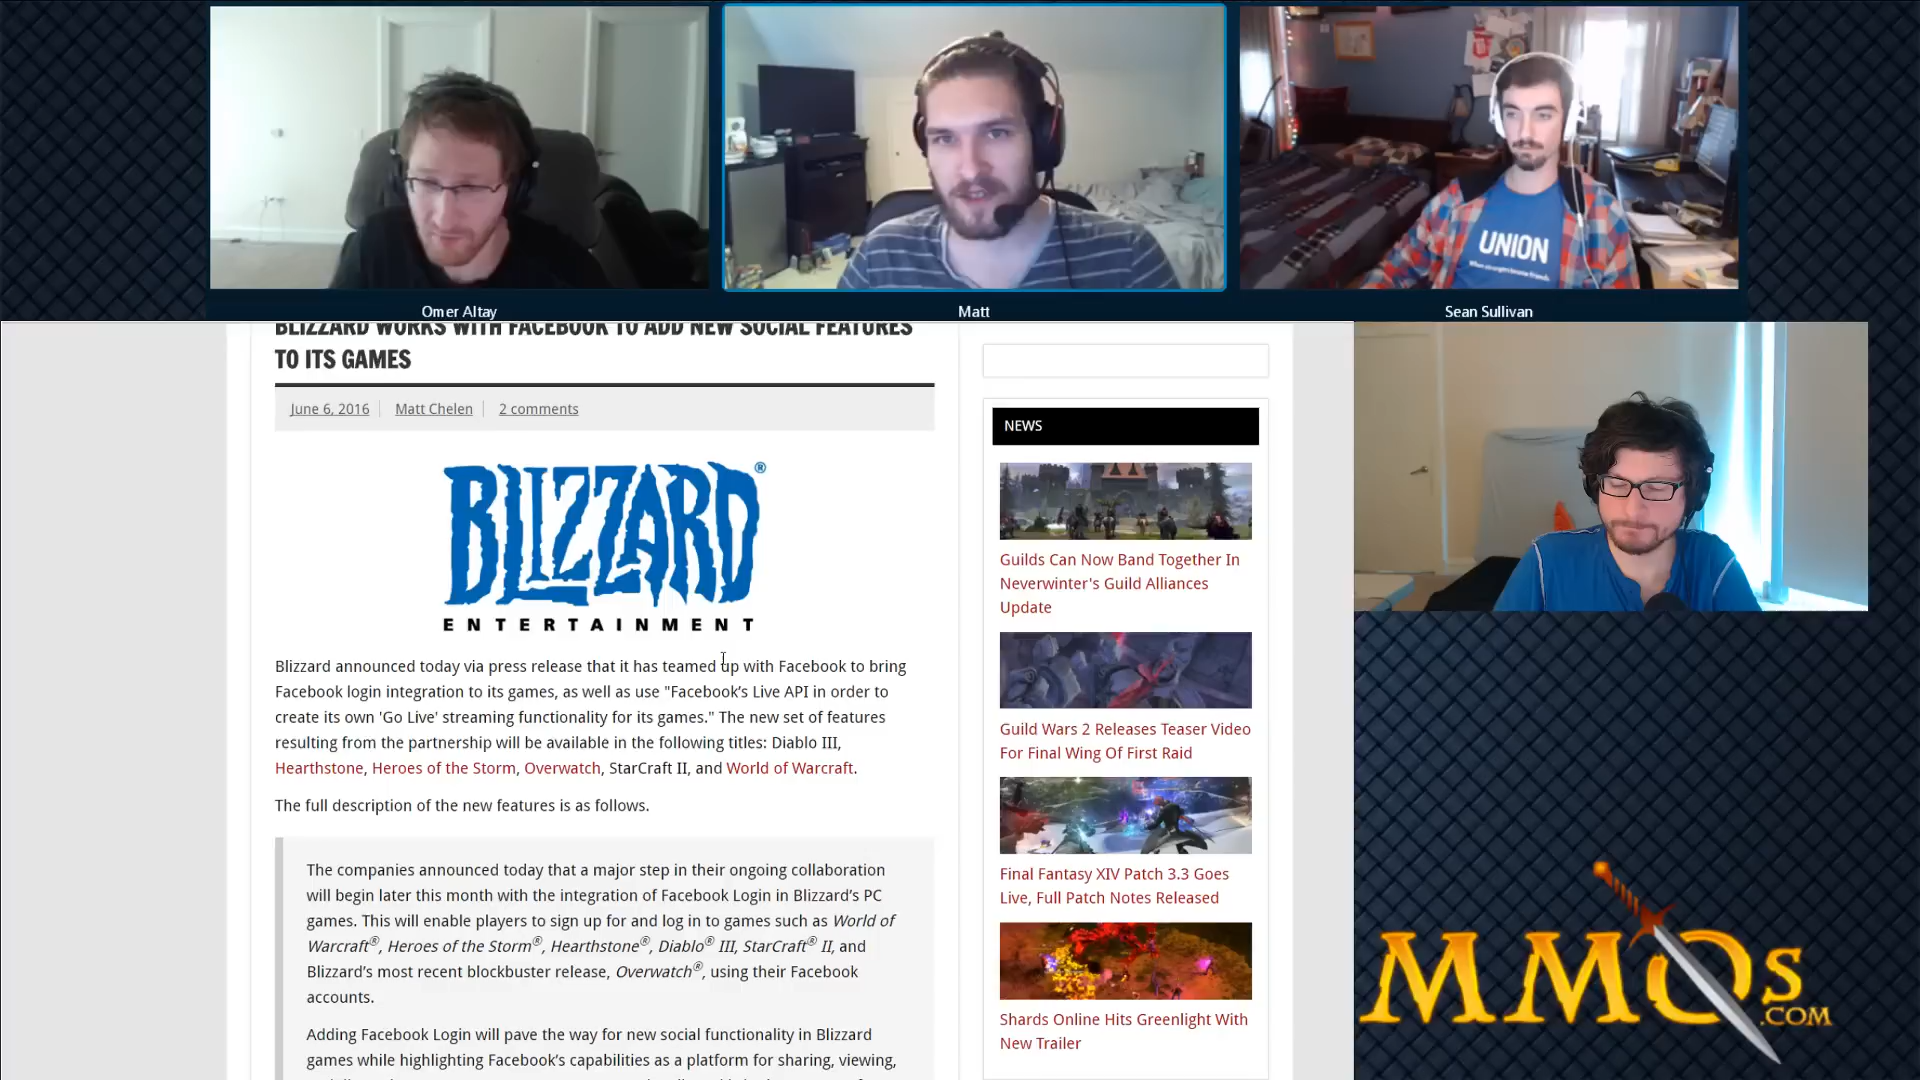 UNION
Omer Altay
Matt
Sean Sullivan
BLIZZARD WORKS WITH FACEBOOK TO ADD NEW SOCIAL FEATURES
TO ITS GAMES
June 6, 2016
Matt Chelen
2 comments
BLIZZARD®
ENTERTAINMENT
Blizzard announced today via press release that it has teamed up with Facebook to bring
Facebook login integration to its games, as well as use "Facebook’s Live API in order to
create its own 'Go Live' streaming functionality for its games." The new set of features
resulting from the partnership will be available in the following titles: Diablo III,
Hearthstone, Heroes of the Storm, Overwatch, StarCraft II, and World of Warcraft.
The full description of the new features is as follows.
The companies announced today that a major step in their ongoing collaboration
will begin later this month with the integration of Facebook Login in Blizzard’s PC
games. This will enable players to sign up for and log in to games such as World of
Warcraft®, Heroes of the Storm®, Hearthstone®, Diablo® III, StarCraft® II, and
Blizzard’s most recent blockbuster release, Overwatch®, using their Facebook
accounts.
Adding Facebook Login will pave the way for new social functionality in Blizzard
games while highlighting Facebook’s capabilities as a platform for sharing, viewing,
NEWS
Guilds Can Now Band Together In
Neverwinter's Guild Alliances
Update
Guild Wars 2 Releases Teaser Video
For Final Wing Of First Raid
Final Fantasy XIV Patch 3.3 Goes
Live, Full Patch Notes Released
Shards Online Hits Greenlight With
New Trailer
MMOs
.COM